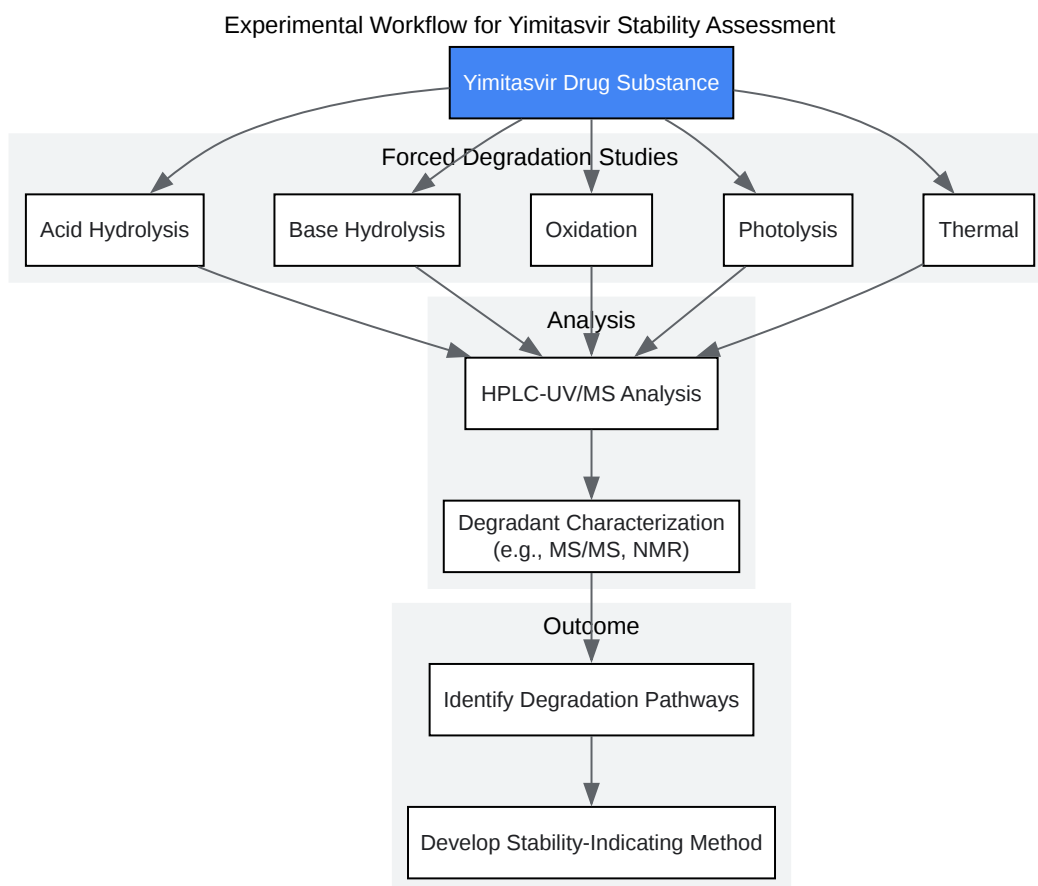 Experimental Workflow for Yimitasvir Stability Assessment
Yimitasvir Drug Substance
Forced Degradation Studies
Acid Hydrolysis
Base Hydrolysis
Oxidation
Photolysis
Thermal
Analysis
HPLC-UV/MS Analysis
Degradant Characterization
(e.g., MS/MS, NMR)
Outcome
Identify Degradation Pathways
Develop Stability-Indicating Method